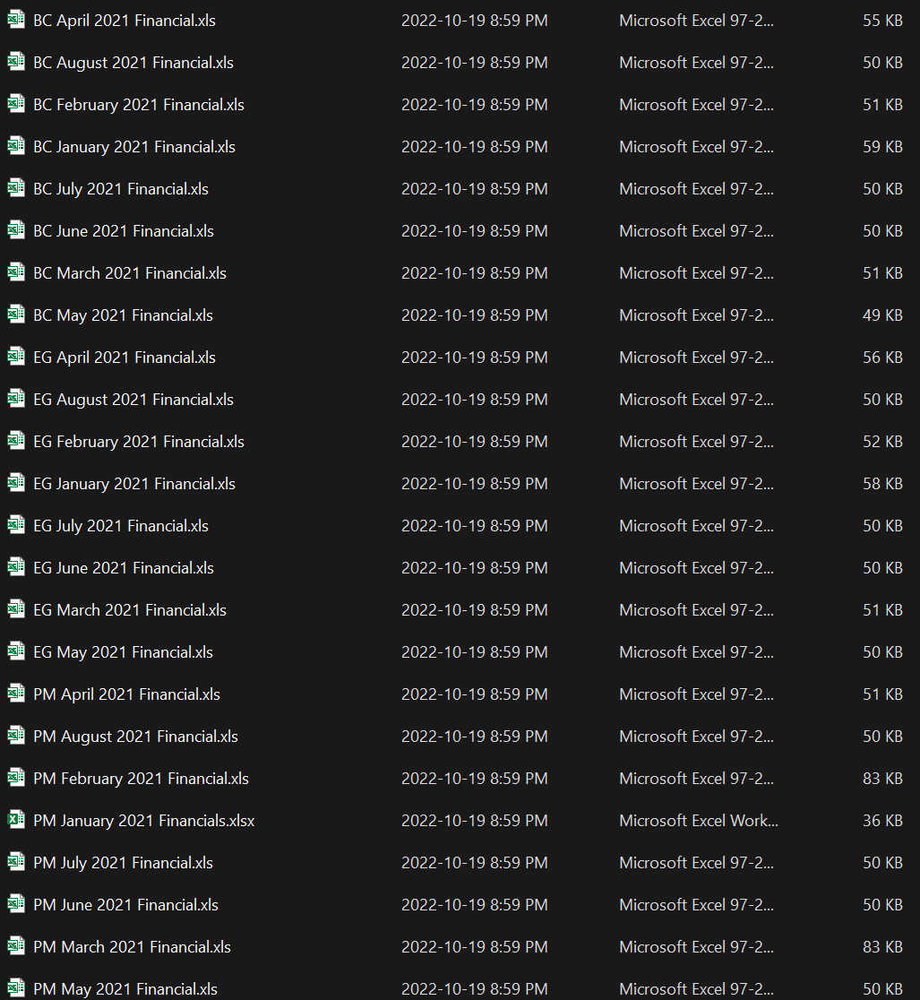 BC April 2021 Financial.xls 2022-10-19 8:59 PM Microsoft Excel 97-2... 55 KB
BC August 2021 Financial.xls 2022-10-19 8:59 PM Microsoft Excel 97-2... 50 KB
BC February 2021 Financial.xls 2022-10-19 8:59 PM Microsoft Excel 97-2... 51 KB
BC January 2021 Financial.xls 2022-10-19 8:59 PM Microsoft Excel 97-2... 59 KB
BC July 2021 Financial.xls 2022-10-19 8:59 PM Microsoft Excel 97-2... 50 KB
BC June 2021 Financial.xls 2022-10-19 8:59 PM Microsoft Excel 97-2... 50 KB
BC March 2021 Financial.xls 2022-10-19 8:59 PM Microsoft Excel 97-2... 51 KB
BC May 2021 Financial.xls 2022-10-19 8:59 PM Microsoft Excel 97-2... 49 KB
EG April 2021 Financial.xls 2022-10-19 8:59 PM Microsoft Excel 97-2... 56 KB
EG August 2021 Financial.xls 2022-10-19 8:59 PM Microsoft Excel 97-2... 50 KB
EG February 2021 Financial.xls 2022-10-19 8:59 PM Microsoft Excel 97-2... 52 KB
EG January 2021 Financial.xls 2022-10-19 8:59 PM Microsoft Excel 97-2... 58 KB
EG July 2021 Financial.xls 2022-10-19 8:59 PM Microsoft Excel 97-2... 50 KB
EG June 2021 Financial.xls 2022-10-19 8:59 PM Microsoft Excel 97-2... 50 KB
EG March 2021 Financial.xls 2022-10-19 8:59 PM Microsoft Excel 97-2... 51 KB
EG May 2021 Financial.xls 2022-10-19 8:59 PM Microsoft Excel 97-2... 50 KB
PM April 2021 Financial.xls 2022-10-19 8:59 PM Microsoft Excel 97-2... 51 KB
PM August 2021 Financial.xls 2022-10-19 8:59 PM Microsoft Excel 97-2... 50 KB
PM February 2021 Financial.xls 2022-10-19 8:59 PM Microsoft Excel 97-2... 83 KB
PM January 2021 Financials.xlsx 2022-10-19 8:59 PM Microsoft Excel Work... 36 KB
PM July 2021 Financial.xls 2022-10-19 8:59 PM Microsoft Excel 97-2... 50 KB
PM June 2021 Financial.xls 2022-10-19 8:59 PM Microsoft Excel 97-2... 50 KB
PM March 2021 Financial.xls 2022-10-19 8:59 PM Microsoft Excel 97-2... 83 KB
PM May 2021 Financial.xls 2022-10-19 8:59 PM Microsoft Excel 97-2... 50 KB